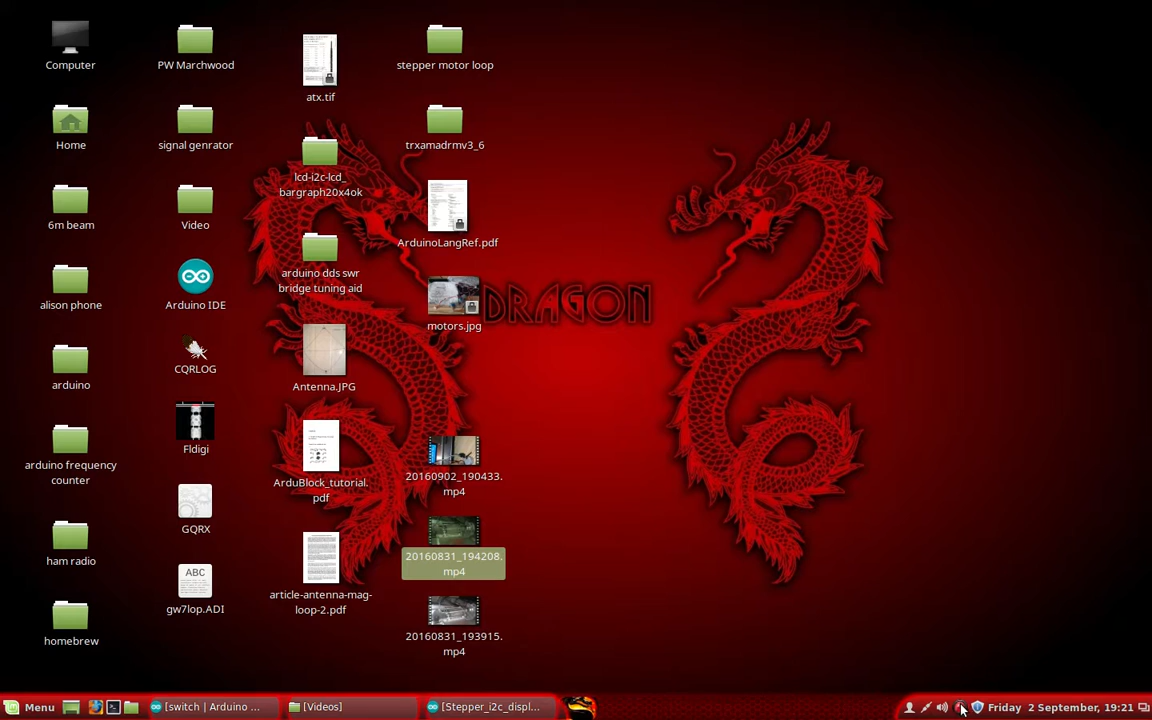 Computer
Home
6m beam
alison phone
arduino
arduino frequency
counter
ham radio
homebrew
PW Marchwood
signal genrator
Video
Arduino IDE
CQRLOG
Fldigi
GQRX
ABC
gw7lop.ADI
atx.tif
lcd-i2c-lcd_
bargraph20x4ok
arduino dds swr
bridge tuning aid
Antenna.JPG
ArduBlock_tutorial.
pdf
article-antenna-mag-
loop-2.pdf
stepper motor loop
trxamadrmv3_6
ArduinoLangRef.pdf
motors.jpg
20160902_190433.
mp4
20160831_194208.
mp4
20160831_193915.
mp4
DRAGON
Menu
[switch | Arduino ...
[Videos]
[Stepper_i2c_displ...
Friday 2 September, 19:21